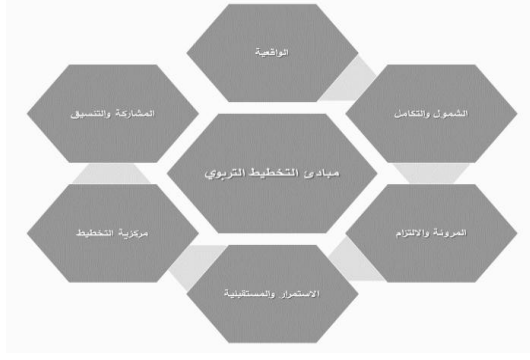 الواقعية
الشمول والتكامل
المشاركة والتنسيق
مبادئ التخطيط التربوي
المرونة والالتزام
مركزية التخطيط
الاستمرار والمستقبلية